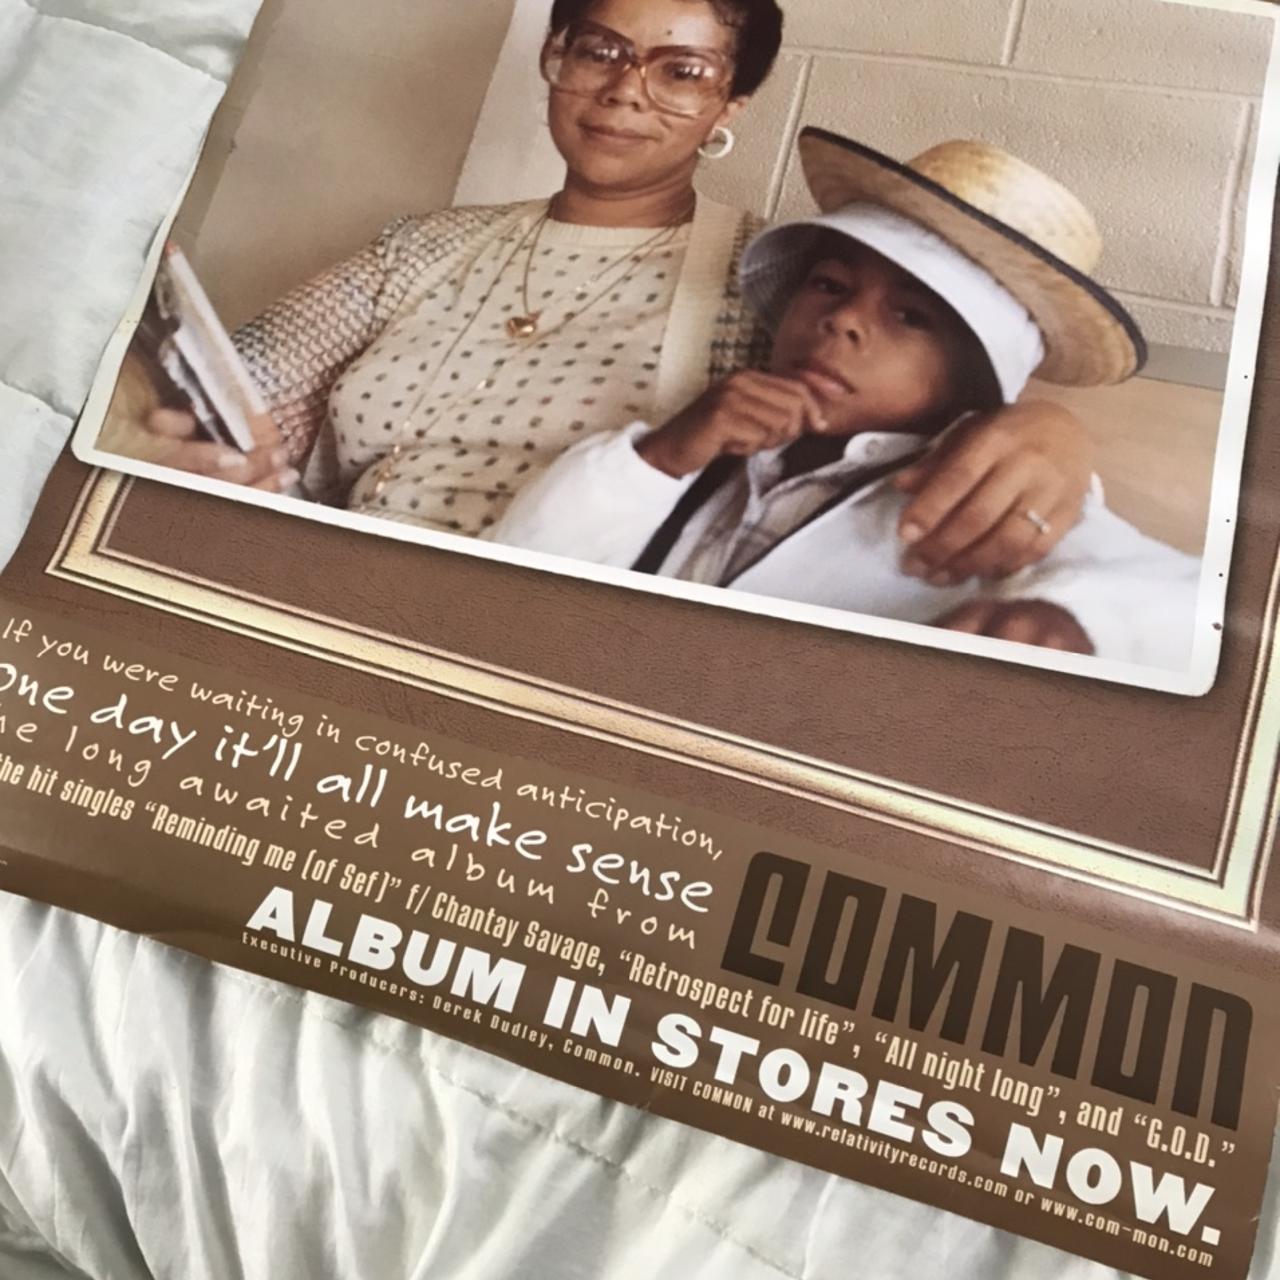 If you were waiting in confused anticipation,
One day it'll all make sense
he long awaited album from
COMMON
the hit singles "Reminding me (of Sef)" f/ Chantay Savage, "Retrospect for life", "All night long", and "G.O.D."
ALBUM IN STORES NOW.
Executive Producers: Derek Dudley, Common. VISIT COMMON at www.relativityrecords.com or www.com-mon.com